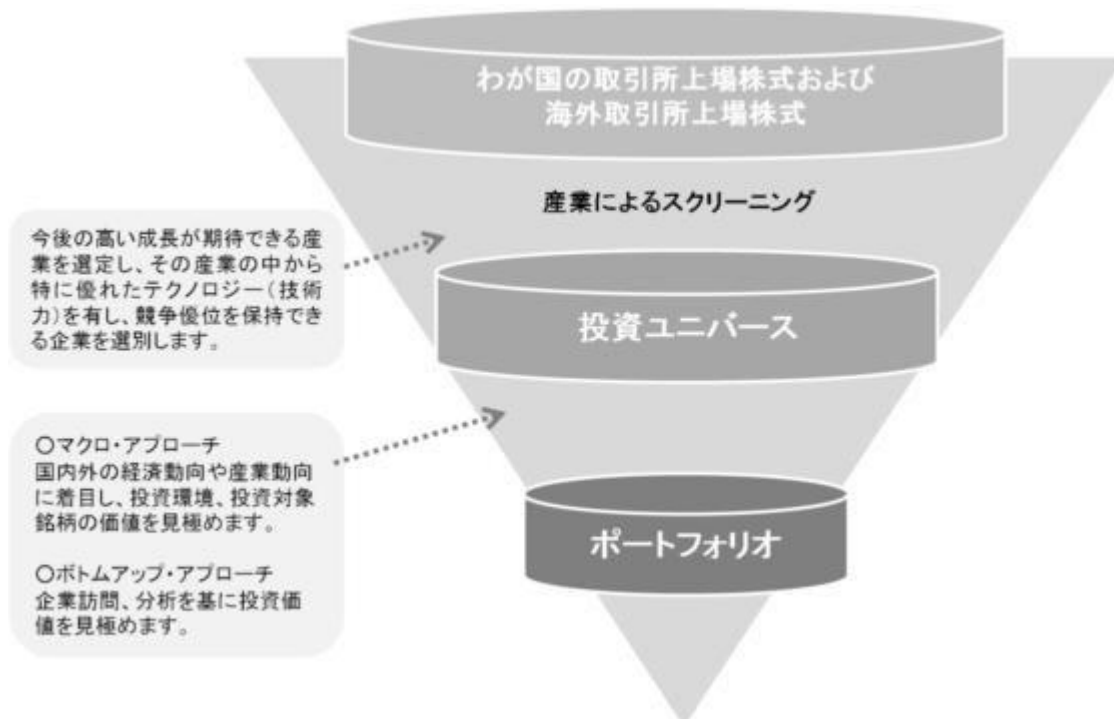 わが国の取引所上場株式および
海外取引所上場株式
産業によるスクリーニング
今後の高い成長が期待できる産
業を選定し、その産業の中から
特に優れたテクノロジー(技術
力)を有し、競争優位を保持でき
る企業を選別します。
投資ユニバース
〇マクロ・アプローチ
国内外の経済動向や産業動向
に着目し、投資環境、投資対象
銘柄の価値を見極めます。
〇ボトムアップ・アプローチ
企業訪問、分析を基に投資価
値を見極めます。
ポートフォリオ